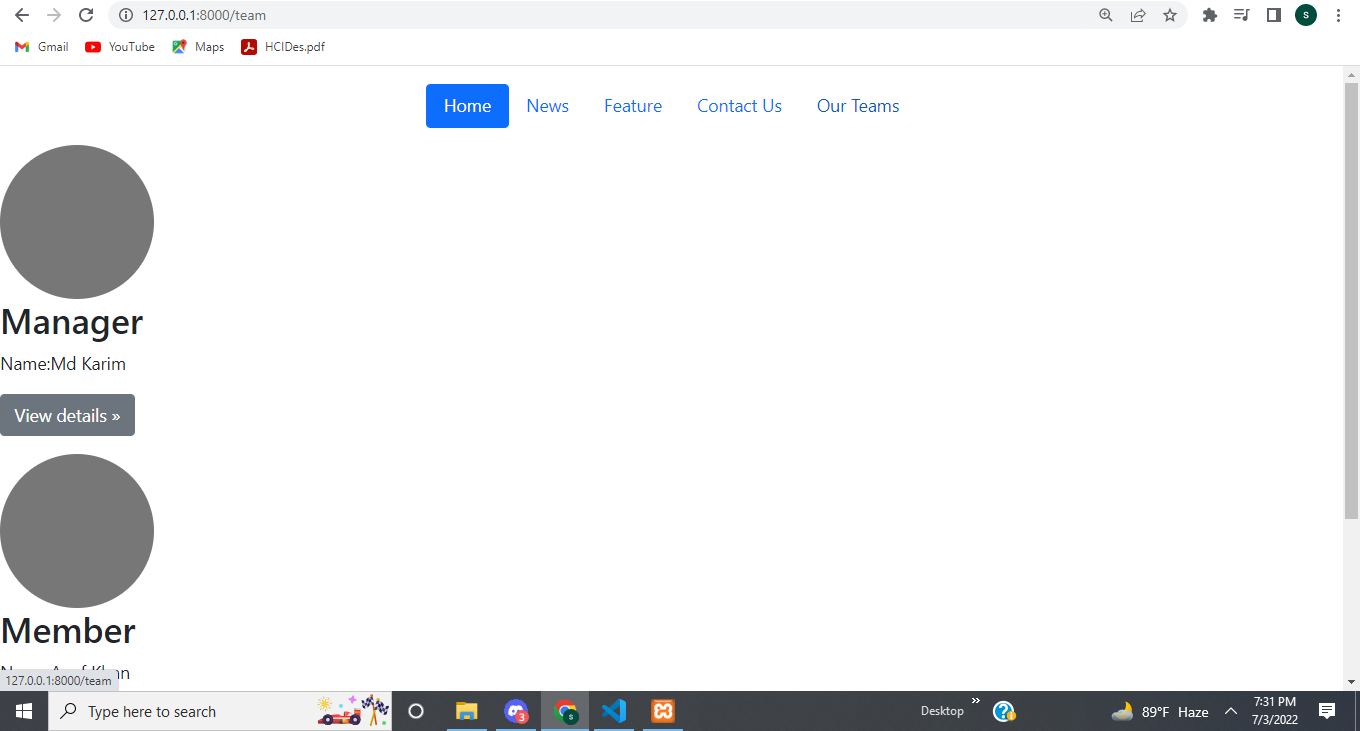 127.0.0.1:8000/team
S
Gmail YouTube Maps HCIDes.pdf
Home News Feature Contact Us Our Teams
Manager
Name:Md Karim
View details »
Member
127.0.0.1:8000/team
Type here to search
3
S
Desktop »
89°F Haze
7:31 PM
7/3/2022